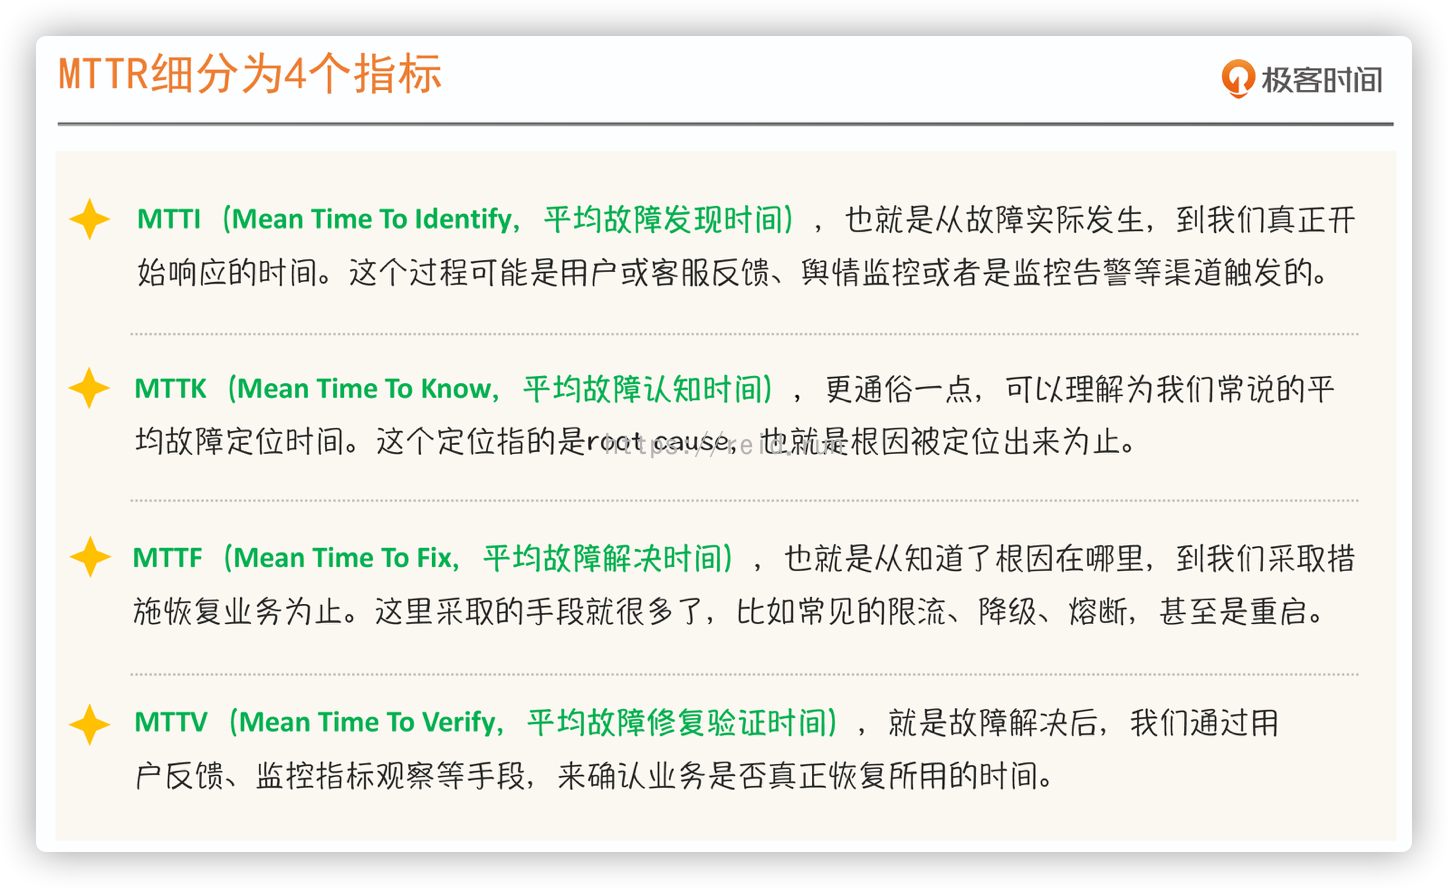 MTTR细分为4个指标
极客时间
MTTI（Mean Time To Identify，平均故障发现时间），也就是从故障实际发生，到我们真正开
始响应的时间。这个过程可能是用户或客服反馈、舆情监控或者是监控告警等渠道触发的。
MTTK（Mean Time To Know，平均故障认知时间），更通俗一点，可以理解为我们常说的平
均故障定位时间。这个定位指的是root cause，也就是根因被定位出来为止。
https://reid.run
MTTF（Mean Time To Fix，平均故障解决时间），也就是从知道了根因在哪里，到我们采取措
施恢复业务为止。这里采取的手段就很多了，比如常见的限流、降级、熔断，甚至是重启。
MTTV（Mean Time To Verify，平均故障修复验证时间），就是故障解决后，我们通过用
户反馈、监控指标观察等手段，来确认业务是否真正恢复所用的时间。